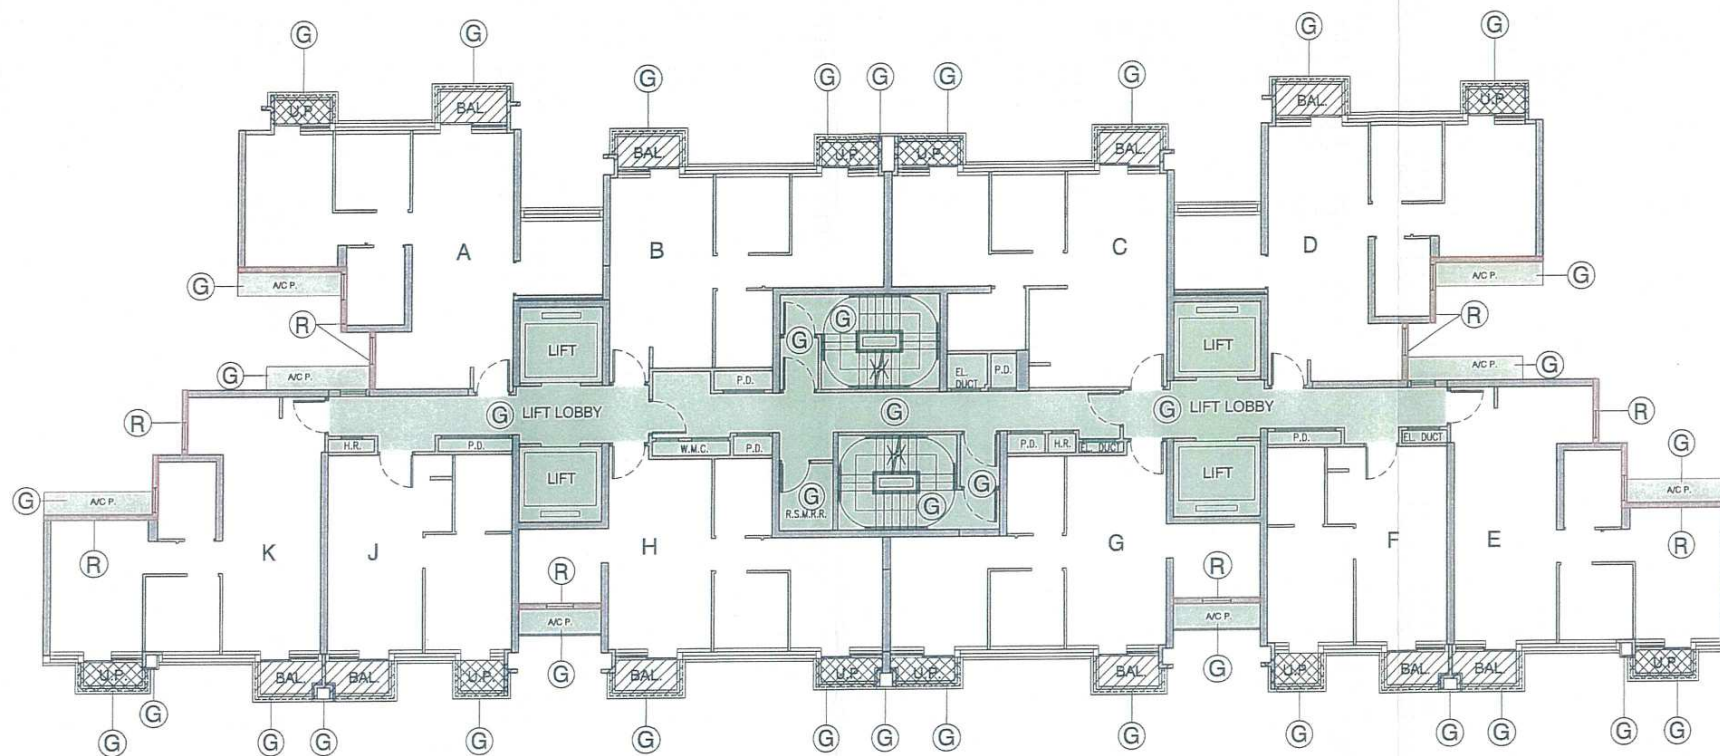 G G G G G G G G G
U.P. BAL. BAL. U.P. U.P. BAL. BAL. U.P.
A B C D
G A/C P. A/C P. G
R G G R
G A/C P. LIFT P.D. EL. DUCT P.D. LIFT A/C P. G
R G LIFT LOBBY G G LIFT LOBBY R
H.R. P.D. W.M.C. P.D. P.D. H.R. EL. DUCT P.D. EL. DUCT
G A/C P. LIFT G R.S.M.R.R. G G LIFT G A/C P.
R K J H G F E R
R R
A/C P. A/C P.
G G
U.P. BAL. BAL. U.P. BAL. U.P. U.P. BAL. U.P. BAL. BAL. U.P.
G G G G G G G G G G G G G G G